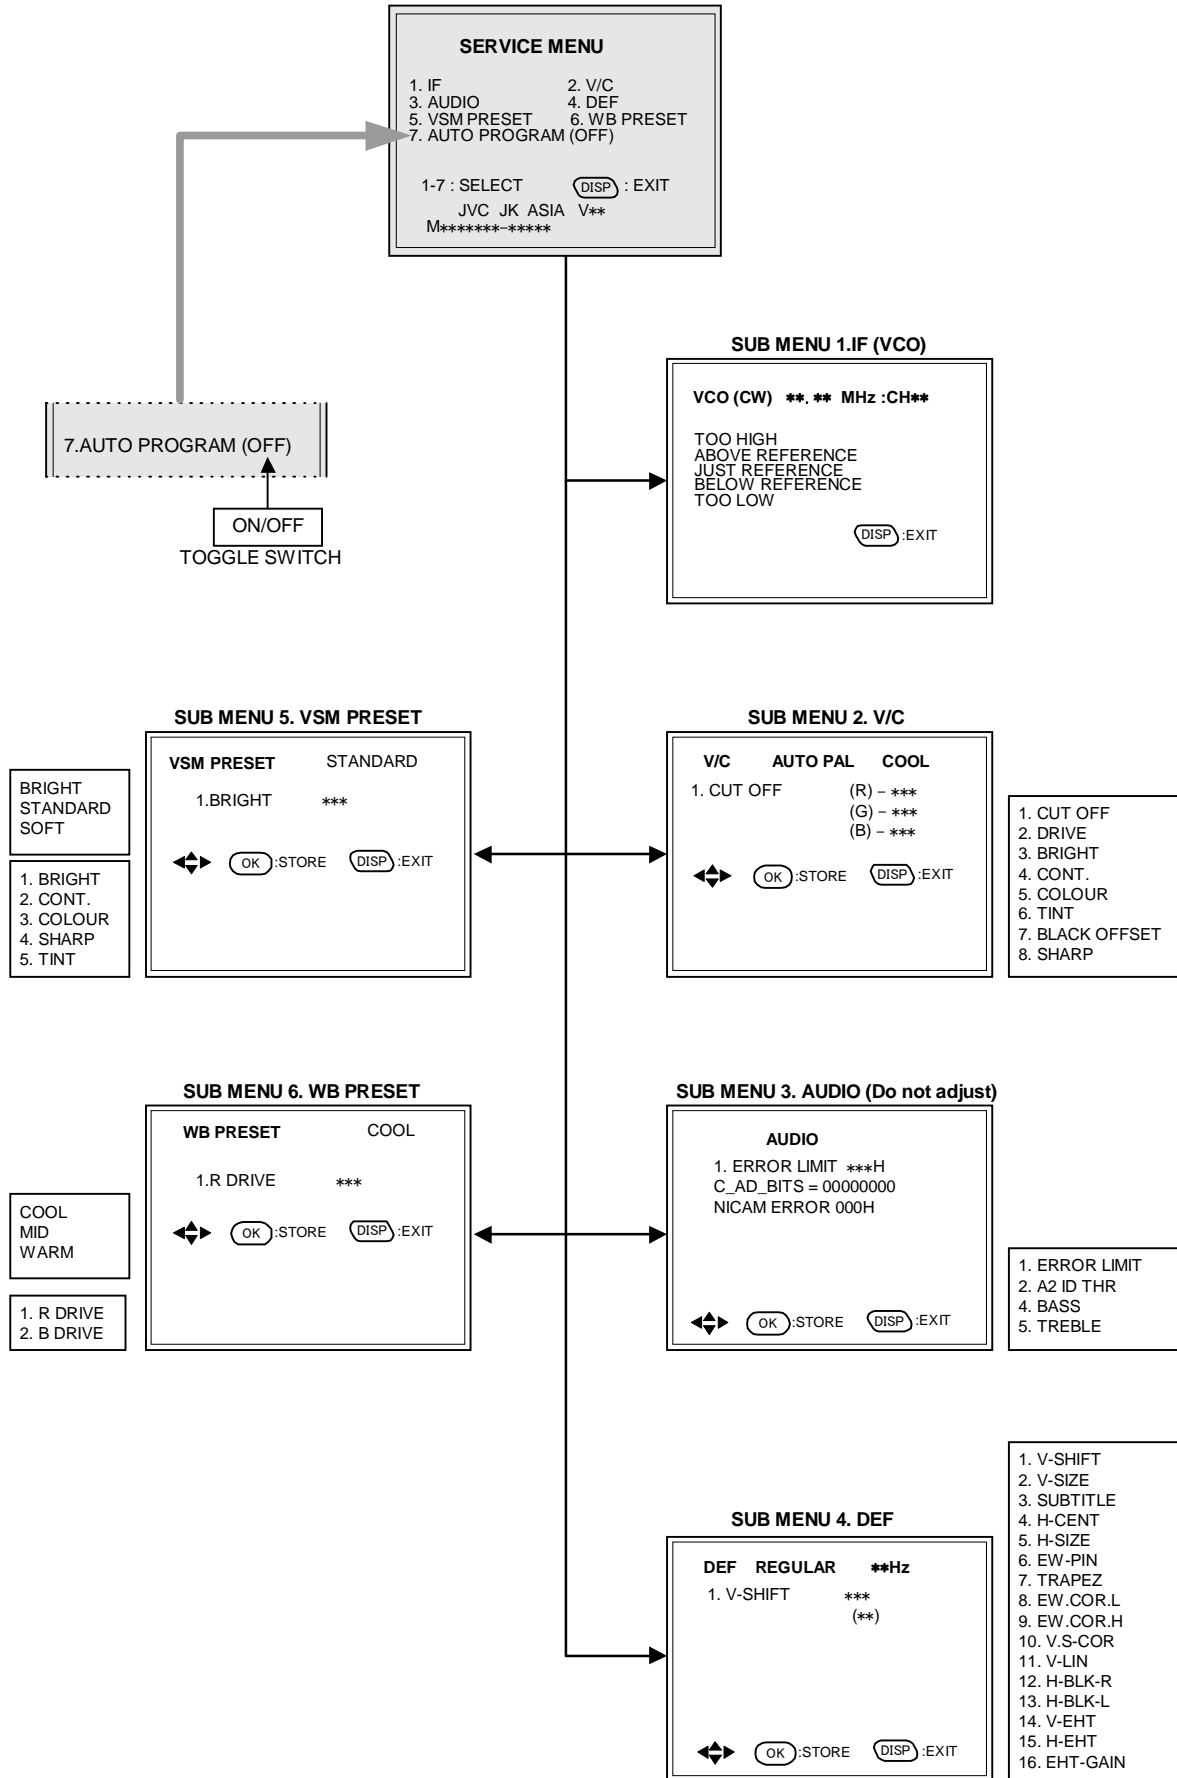 SERVICE MENU
1. IF 2. V/C
3. AUDIO 4. DEF
5. VSM PRESET 6. WB PRESET
7. AUTO PROGRAM (OFF)
1-7 : SELECT DISP : EXIT
JVC JK ASIA V**
M*******-*****
7.AUTO PROGRAM (OFF)
ON/OFF
TOGGLE SWITCH
SUB MENU 1.IF (VCO)
VCO (CW) **.** MHz :CH**
TOO HIGH
ABOVE REFERENCE
JUST REFERENCE
BELOW REFERENCE
TOO LOW
DISP :EXIT
SUB MENU 5. VSM PRESET
VSM PRESET STANDARD
1.BRIGHT ***
OK :STORE DISP :EXIT
BRIGHT
STANDARD
SOFT
1. BRIGHT
2. CONT.
3. COLOUR
4. SHARP
5. TINT
SUB MENU 2. V/C
V/C AUTO PAL COOL
1. CUT OFF (R) – ***
(G) – ***
(B) – ***
OK :STORE DISP :EXIT
1. CUT OFF
2. DRIVE
3. BRIGHT
4. CONT.
5. COLOUR
6. TINT
7. BLACK OFFSET
8. SHARP
SUB MENU 6. WB PRESET
WB PRESET COOL
1.R DRIVE ***
OK :STORE DISP :EXIT
COOL
MID
WARM
1. R DRIVE
2. B DRIVE
SUB MENU 3. AUDIO (Do not adjust)
AUDIO
1. ERROR LIMIT ***H
C_AD_BITS = 00000000
NICAM ERROR 000H
OK :STORE DISP :EXIT
1. ERROR LIMIT
2. A2 ID THR
4. BASS
5. TREBLE
SUB MENU 4. DEF
DEF REGULAR **Hz
1. V-SHIFT ***
(**)
OK :STORE DISP :EXIT
1. V-SHIFT
2. V-SIZE
3. SUBTITLE
4. H-CENT
5. H-SIZE
6. EW-PIN
7. TRAPEZ
8. EW.COR.L
9. EW.COR.H
10. V.S-COR
11. V-LIN
12. H-BLK-R
13. H-BLK-L
14. V-EHT
15. H-EHT
16. EHT-GAIN